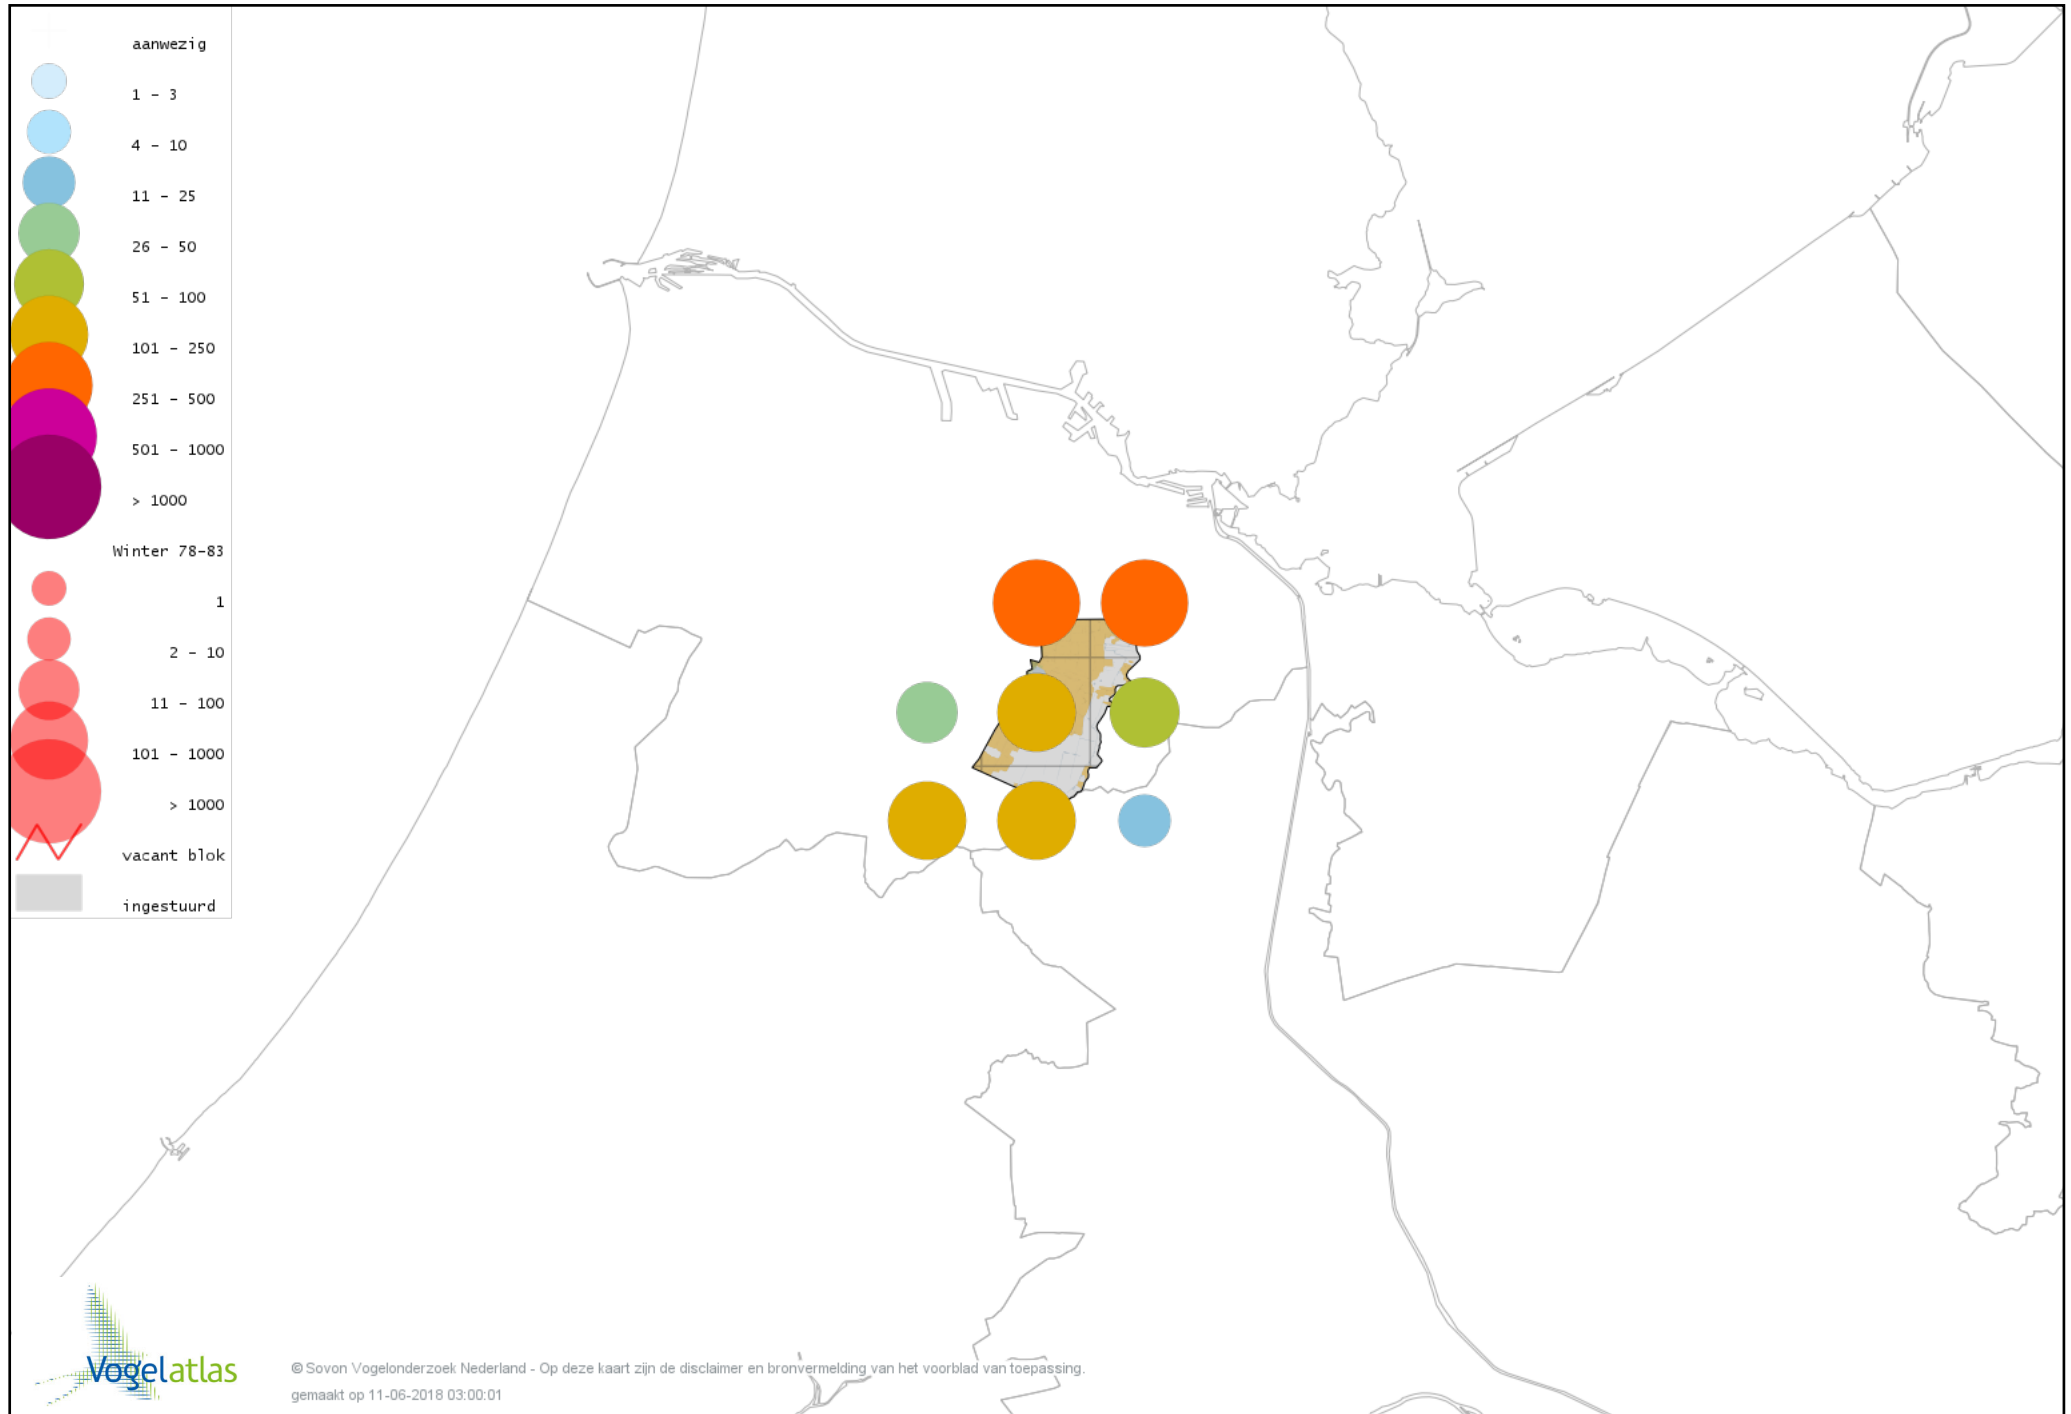 aanwezig
1 - 3
4 - 10
11 - 25
26 - 50
51 - 100
101 - 250
251 - 500
501 - 1000
> 1000
Winter 78-83
1
2 - 10
11 - 100
101 - 1000
> 1000
vacant blok
ingestuurd
Vogelatlas
© Sovon Vogelonderzoek Nederland - Op deze kaart zijn de disclaimer en bronvermelding van het voorblad van toepassing.
gemaakt op 11-06-2018 03:00:01